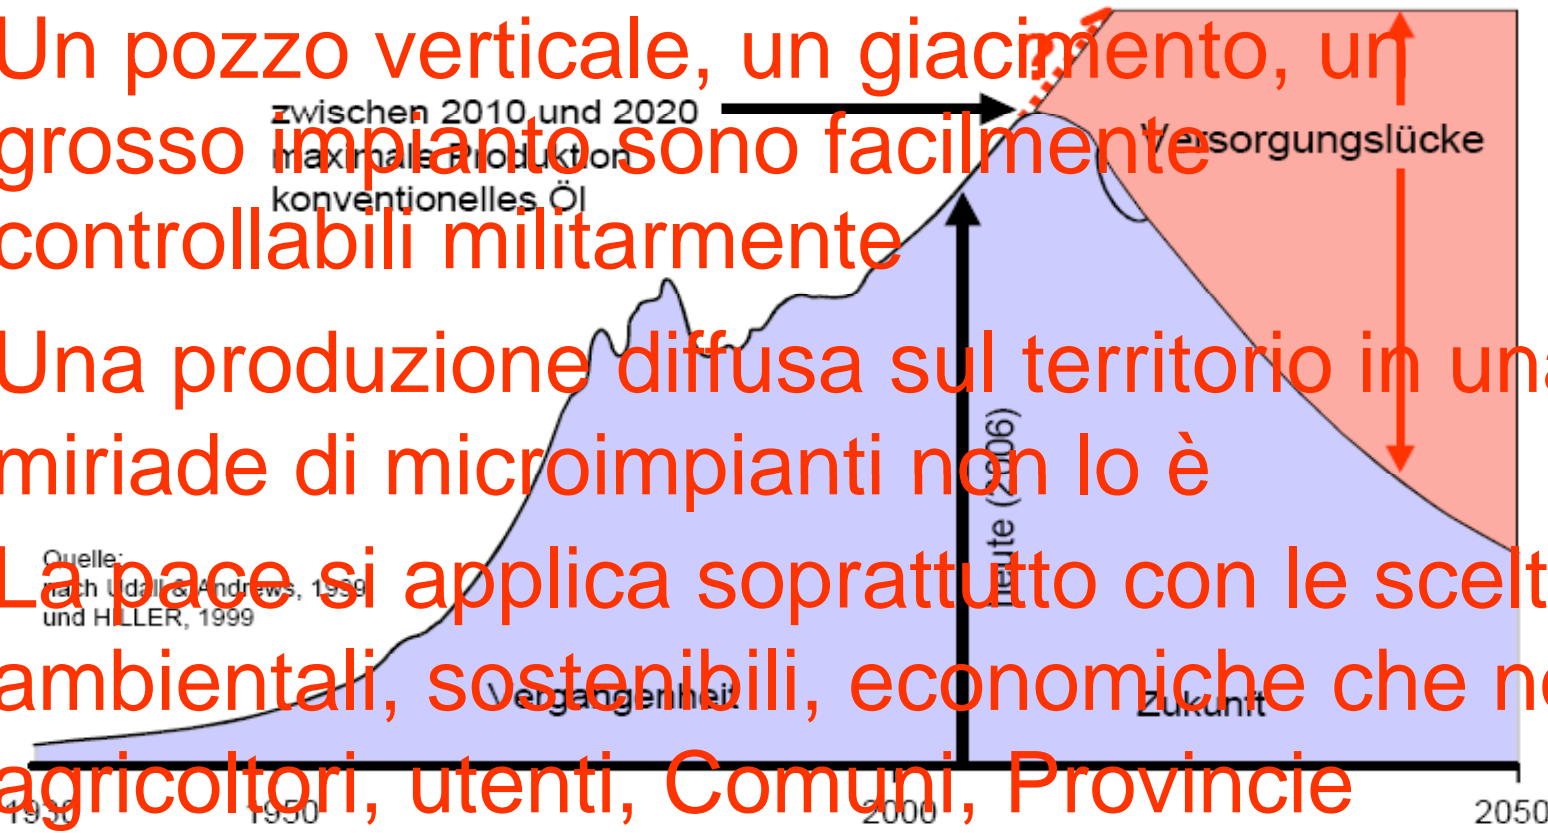 Un pozzo verticale, un giacimento, un
grosso impianto sono facilmente
controllabili militarmente
Una produzione diffusa sul territorio in una
miriade di microimpianti non lo è
La pace si applica soprattutto con le scelt
ambientali, sostenibili, economiche che no
agricoltori, utenti, Comuni, Provincie
?
zwischen 2010 und 2020
maximale Produktion
konventionelles Öl
Versorgungslücke
heute (2006)
Quelle:
nach Udall & Andrews, 1999
und HILLER, 1999
Vergangenheit
Zukunft
1930
1950
2000
2050